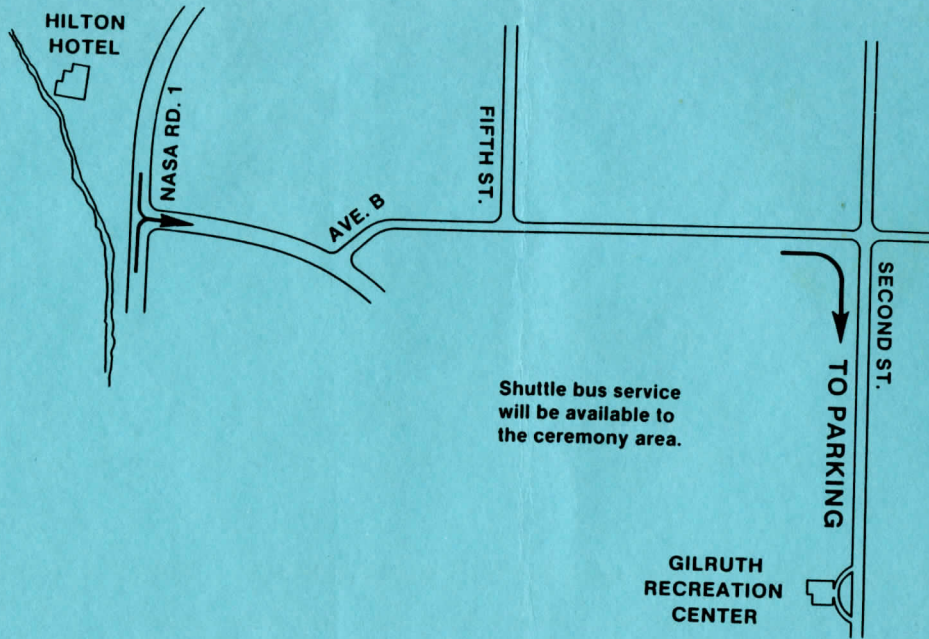 HILTON
HOTEL
NASA RD. 1
AVE. B
FIFTH ST.
SECOND ST.
TO PARKING
Shuttle bus service
will be available to
the ceremony area.
GILRUTH
RECREATION
CENTER